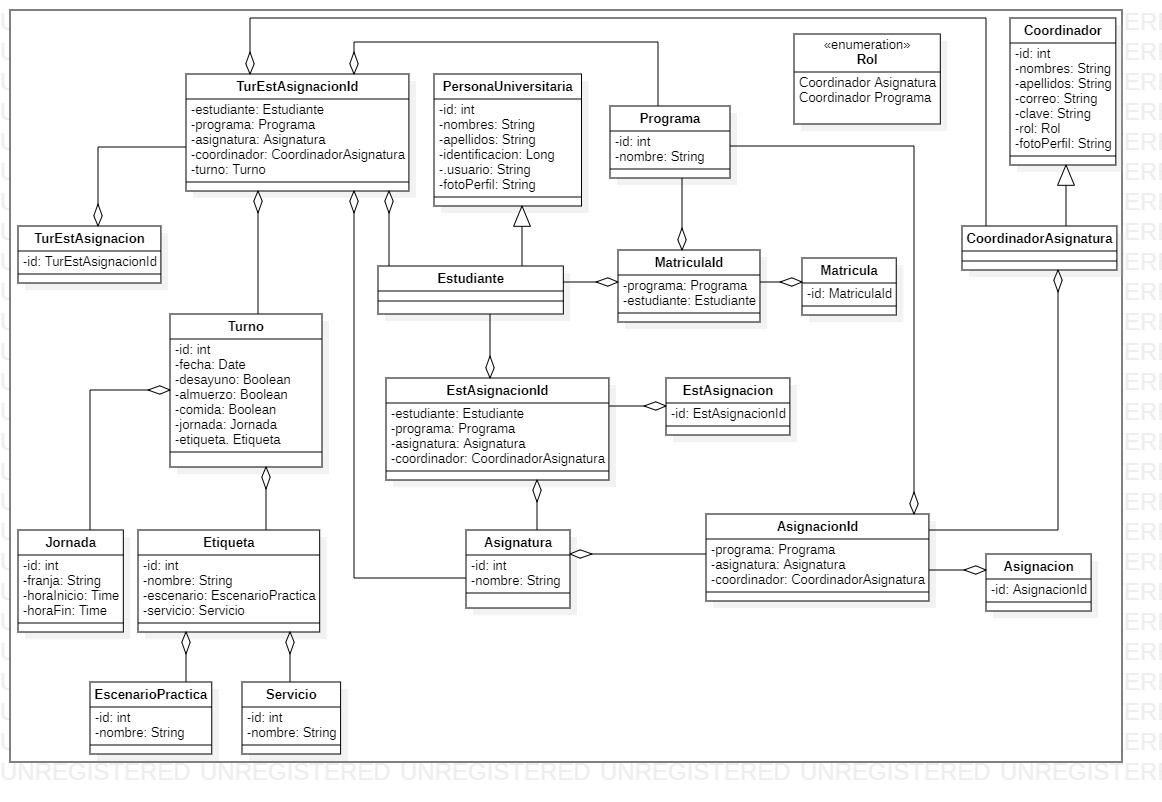 TurEstAsignacionId
-estudiante: Estudiante
-programa: Programa
-asignatura: Asignatura
-coordinador: CoordinadorAsignatura
-turno: Turno
PersonaUniversitaria
-id: int
-nombres: String
-apellidos: String
-identificacion: Long
-.usuario: String
-fotoPerfil: String
Programa
-id: int
-nombre: String
«enumeration»
Rol
Coordinador Asignatura
Coordinador Programa
Coordinador
-id: int
-nombres: String
-apellidos: String
-correo: String
-clave: String
-rol: Rol
-fotoPerfil: String
TurEstAsignacion
-id: TurEstAsignacionId
Estudiante
MatriculaId
-programa: Programa
-estudiante: Estudiante
Matricula
-id: MatriculaId
CoordinadorAsignatura
Turno
-id: int
-fecha: Date
-desayuno: Boolean
-almuerzo: Boolean
-comida: Boolean
-jornada: Jornada
-etiqueta. Etiqueta
EstAsignacionId
-estudiante: Estudiante
-programa: Programa
-asignatura: Asignatura
-coordinador: CoordinadorAsignatura
EstAsignacion
-id: EstAsignacionId
Jornada
-id: int
-franja: String
-horaInicio: Time
-horaFin: Time
Etiqueta
-id: int
-nombre: String
-escenario: EscenarioPractica
-servicio: Servicio
Asignatura
-id: int
-nombre: String
AsignacionId
-programa: Programa
-asignatura: Asignatura
-coordinador: CoordinadorAsignatura
Asignacion
-id: AsignacionId
EscenarioPractica
-id: int
-nombre: String
Servicio
-id: int
-nombre: String
UNREGISTERED UNREGISTERED UNREGISTERED UNREGISTERED UNREGISTERED UNREGISTERI